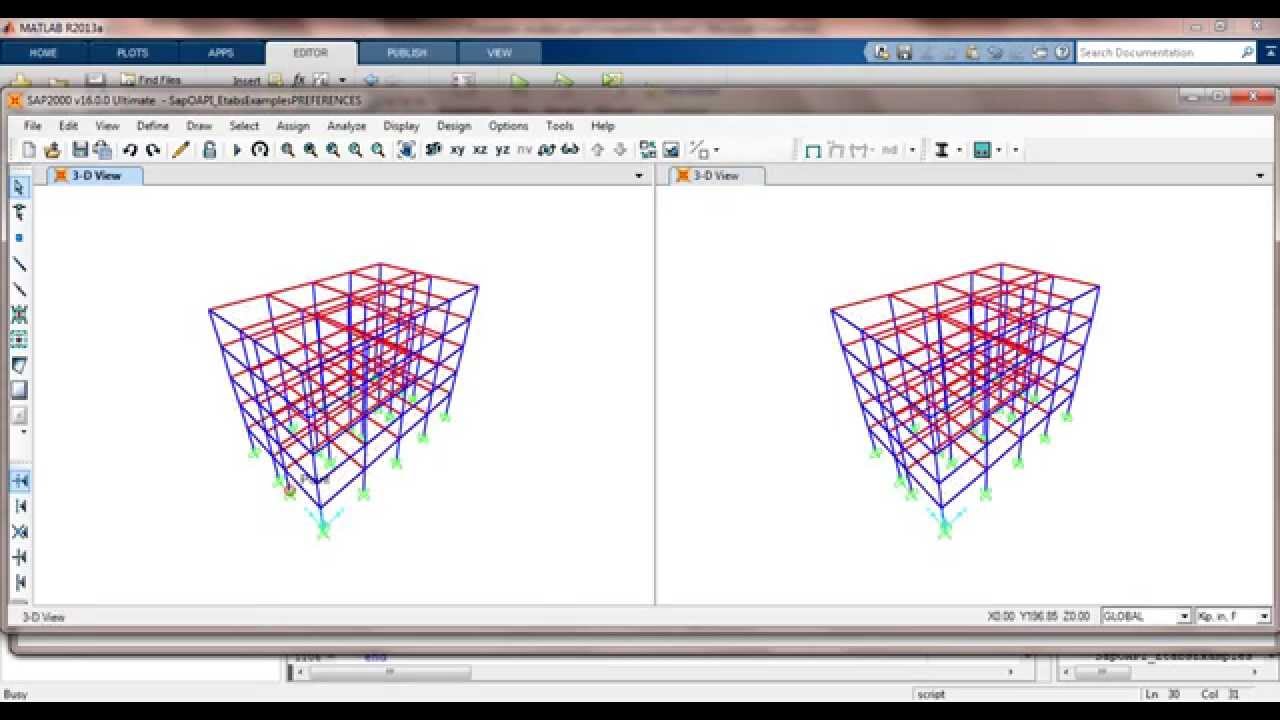 MATLAB R2013a
HOME PLOTS APPS EDITOR PUBLISH VIEW Search Documentation
Find Files Insert fx
SAP2000 v16.0.0 Ultimate - SapOAPI_EtabsExamplesPREFERENCES
File Edit View Define Draw Select Assign Analyze Display Design Options Tools Help
xy xz yz nv nd
3-D View
3-D View
3-D View X0.00 Y196.85 Z0.00 GLOBAL Kip, in, F
end SapOAPI_EtabsExamples
Busy script Ln 30 Col 31